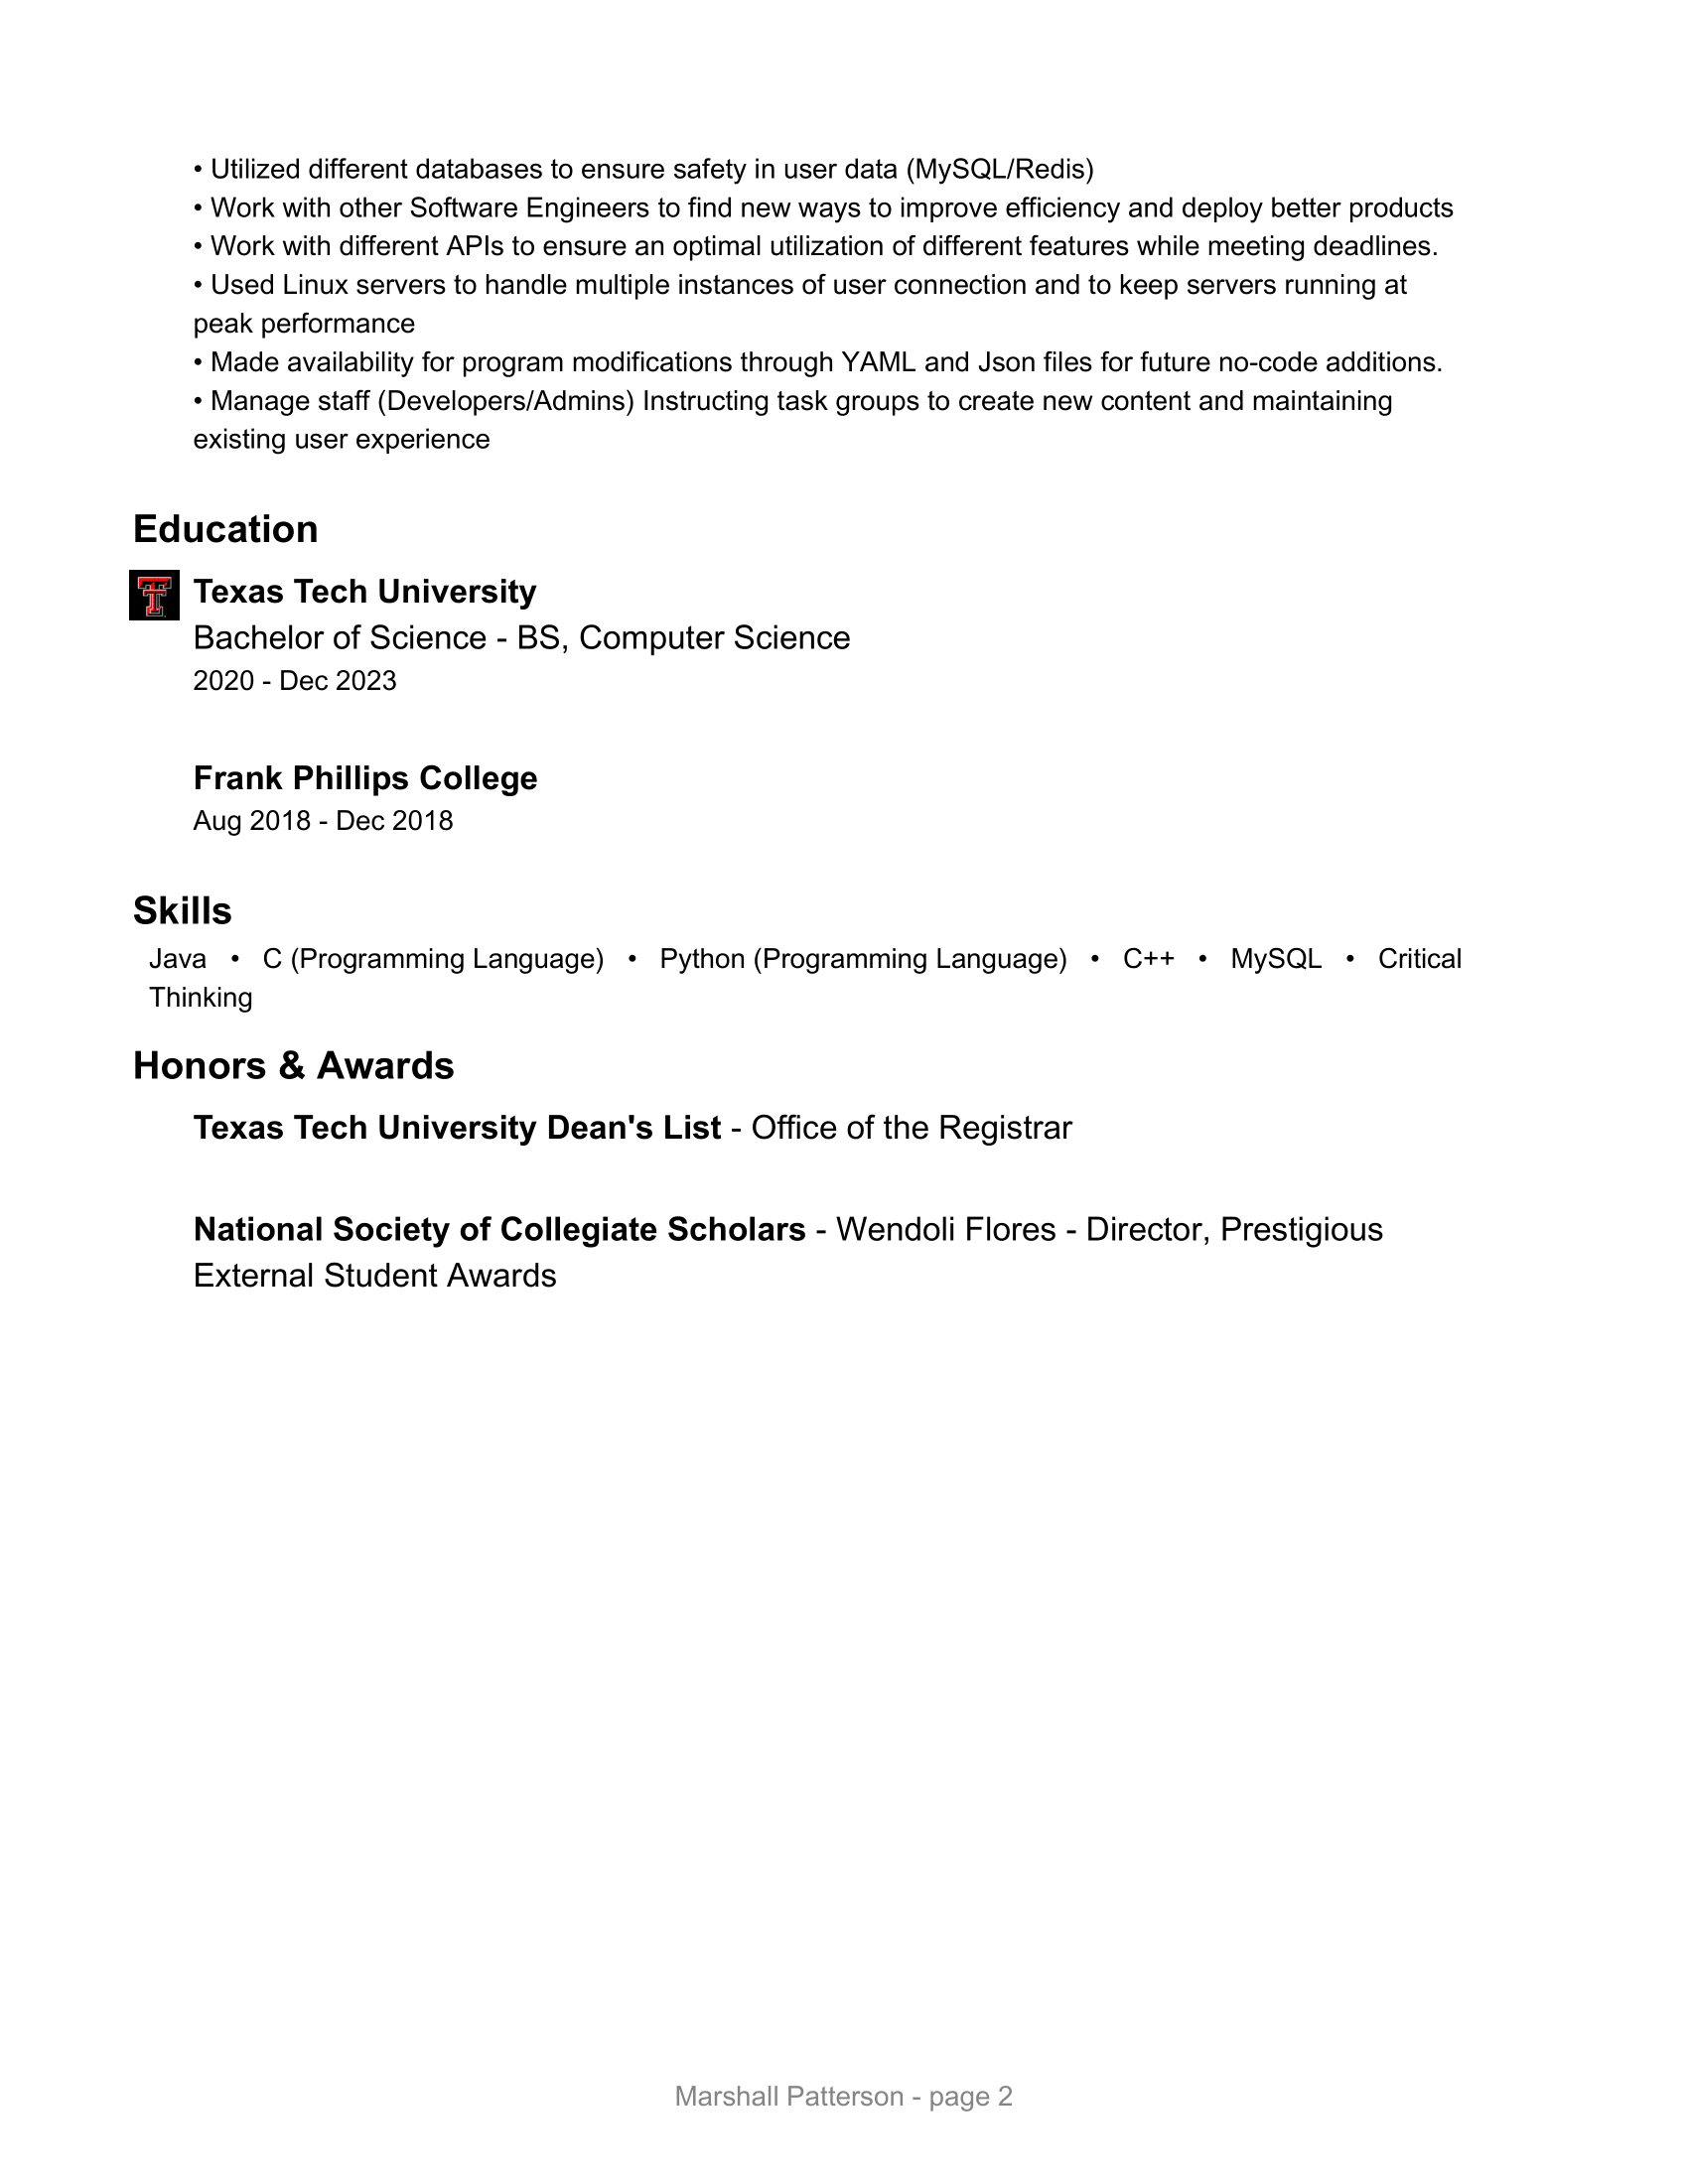 • Utilized different databases to ensure safety in user data (MySQL/Redis)
• Work with other Software Engineers to find new ways to improve efficiency and deploy better products
• Work with different APIs to ensure an optimal utilization of different features while meeting deadlines.
• Used Linux servers to handle multiple instances of user connection and to keep servers running at
peak performance
• Made availability for program modifications through YAML and Json files for future no-code additions.
• Manage staff (Developers/Admins) Instructing task groups to create new content and maintaining
existing user experience
Education
Texas Tech University
Bachelor of Science - BS, Computer Science
2020 - Dec 2023
Frank Phillips College
Aug 2018 - Dec 2018
Skills
Java • C (Programming Language) • Python (Programming Language) • C++ • MySQL • Critical
Thinking
Honors & Awards
Texas Tech University Dean's List - Office of the Registrar
National Society of Collegiate Scholars - Wendoli Flores - Director, Prestigious
External Student Awards
Marshall Patterson - page 2